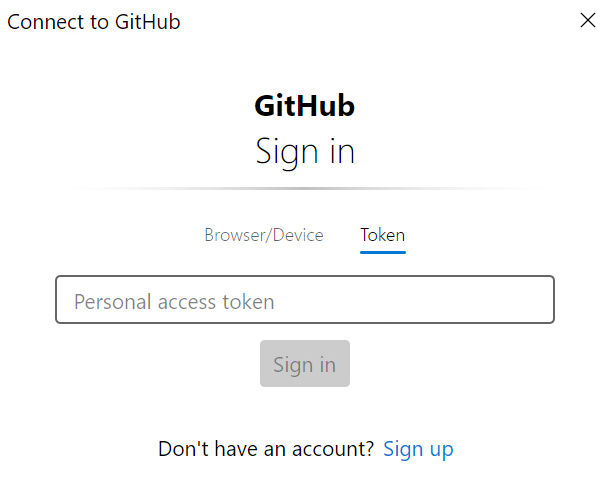 Connect to GitHub
GitHub
Sign in
Browser/Device Token
Personal access token
Sign in
Don't have an account? Sign up